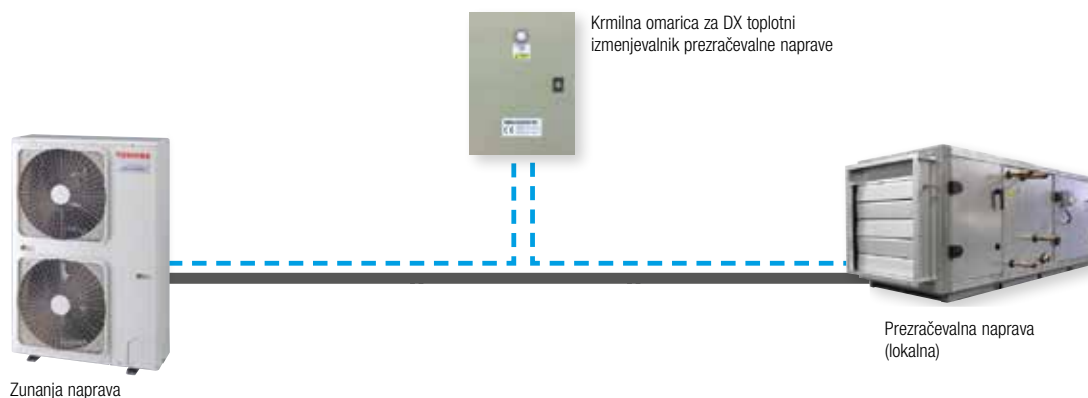 Krmilna omarica za DX toplotni
izmenjevalnik prezračevalne naprave
TOSHIBA
Prezračevalna naprava
(lokalna)
Zunanja naprava